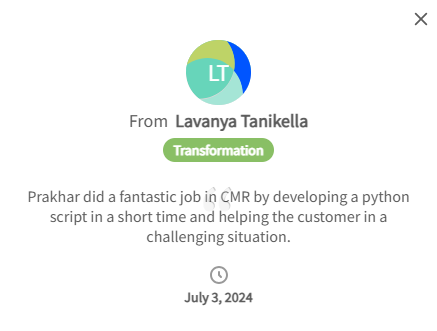 LT
From Lavanya Tanikella
Transformation
Prakhar did a fantastic job in CMR by developing a python
script in a short time and helping the customer in a
challenging situation.
July 3, 2024